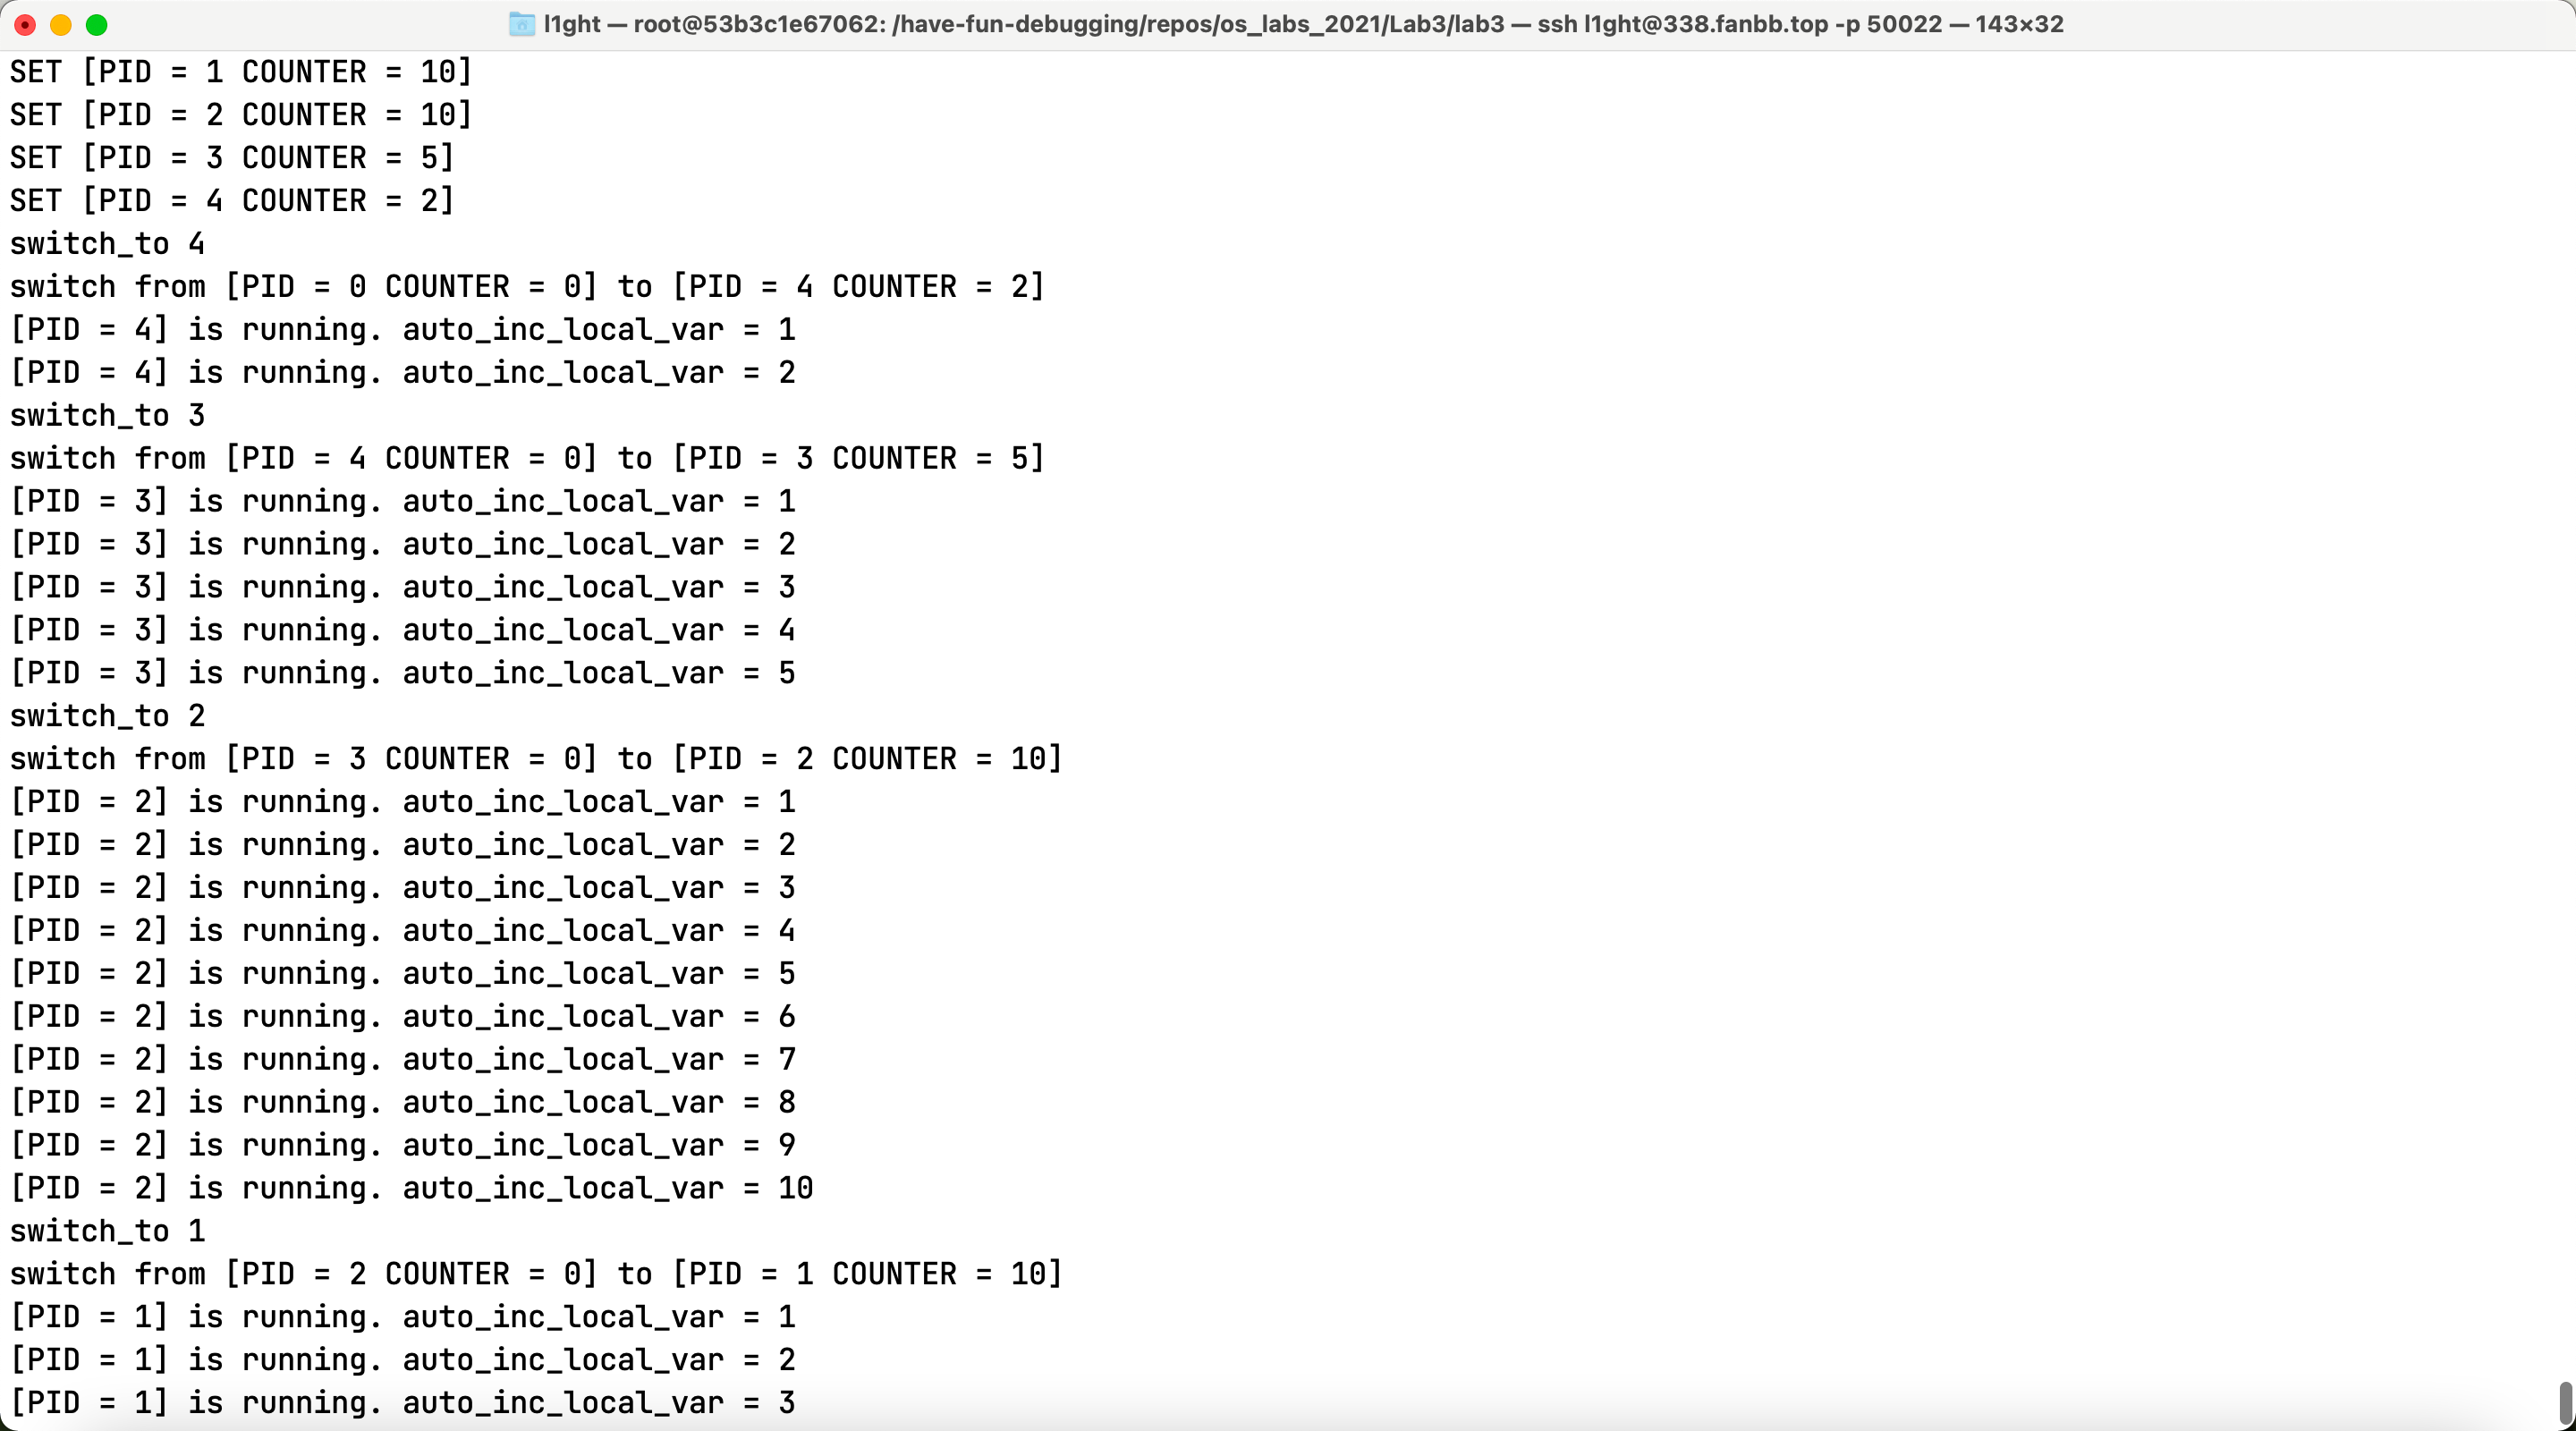 l1ght — root@53b3c1e67062: /have-fun-debugging/repos/os_labs_2021/Lab3/lab3 — ssh l1ght@338.fanbb.top -p 50022 — 143×32
SET [PID = 1 COUNTER = 10]
SET [PID = 2 COUNTER = 10]
SET [PID = 3 COUNTER = 5]
SET [PID = 4 COUNTER = 2]
switch_to 4
switch from [PID = 0 COUNTER = 0] to [PID = 4 COUNTER = 2]
[PID = 4] is running. auto_inc_local_var = 1
[PID = 4] is running. auto_inc_local_var = 2
switch_to 3
switch from [PID = 4 COUNTER = 0] to [PID = 3 COUNTER = 5]
[PID = 3] is running. auto_inc_local_var = 1
[PID = 3] is running. auto_inc_local_var = 2
[PID = 3] is running. auto_inc_local_var = 3
[PID = 3] is running. auto_inc_local_var = 4
[PID = 3] is running. auto_inc_local_var = 5
switch_to 2
switch from [PID = 3 COUNTER = 0] to [PID = 2 COUNTER = 10]
[PID = 2] is running. auto_inc_local_var = 1
[PID = 2] is running. auto_inc_local_var = 2
[PID = 2] is running. auto_inc_local_var = 3
[PID = 2] is running. auto_inc_local_var = 4
[PID = 2] is running. auto_inc_local_var = 5
[PID = 2] is running. auto_inc_local_var = 6
[PID = 2] is running. auto_inc_local_var = 7
[PID = 2] is running. auto_inc_local_var = 8
[PID = 2] is running. auto_inc_local_var = 9
[PID = 2] is running. auto_inc_local_var = 10
switch_to 1
switch from [PID = 2 COUNTER = 0] to [PID = 1 COUNTER = 10]
[PID = 1] is running. auto_inc_local_var = 1
[PID = 1] is running. auto_inc_local_var = 2
[PID = 1] is running. auto_inc_local_var = 3